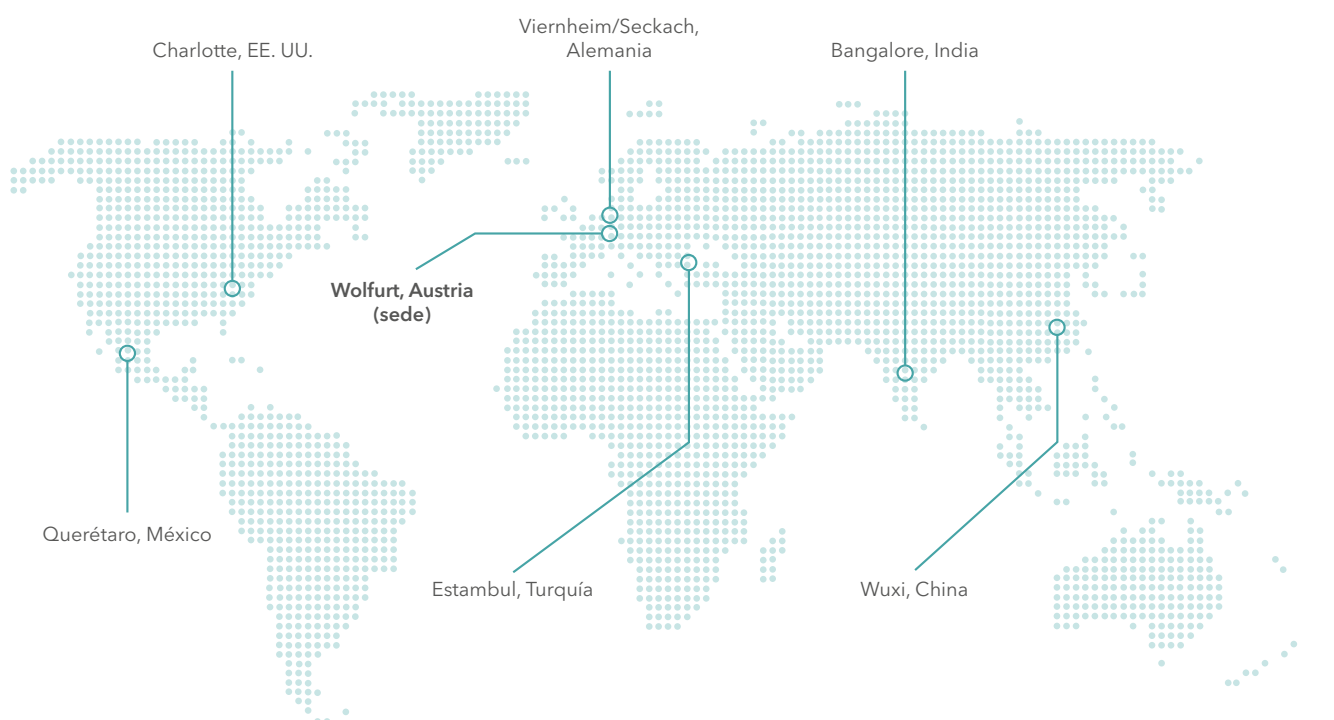 Viernheim/Seckach,
Alemania
Charlotte, EE. UU.
Bangalore, India
Wolfurt, Austria
(sede)
Querétaro, México
Estambul, Turquía
Wuxi, China